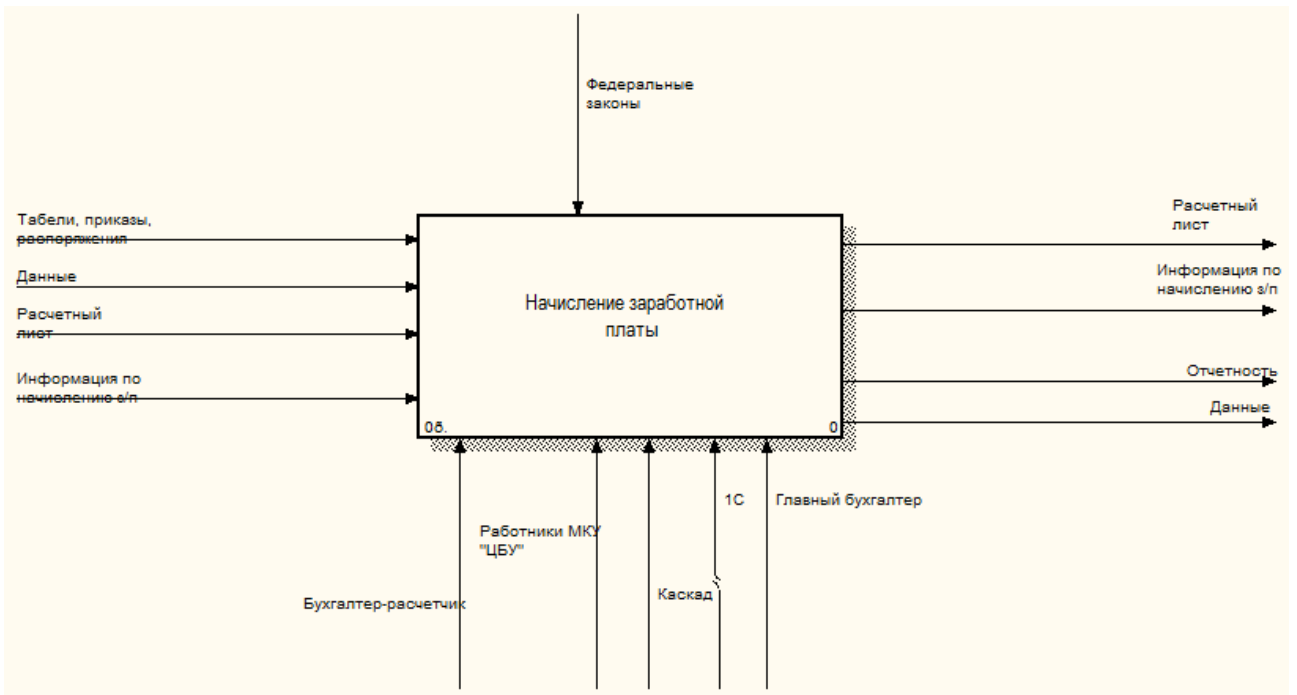 Федеральные
законы
Табели, приказы,
распоряжения
Данные
Расчетный
лист
Информация по
начислению з/п
Начисление заработной
платы
0б.
0
Расчетный
лист
Информация по
начислению з/п
Отчетность
Данные
1С
Главный бухгалтер
Работники МКУ
"ЦБУ"
Каскад
Бухгалтер-расчетчик